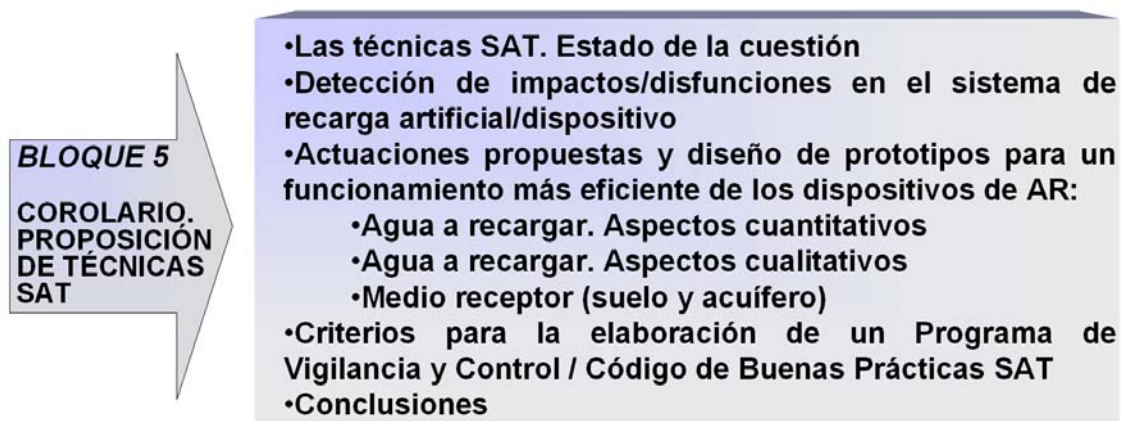 BLOQUE 5
COROLARIO.
PROPOSICIÓN
DE TÉCNICAS
SAT
•Las técnicas SAT. Estado de la cuestión
•Detección de impactos/disfunciones en el sistema de
recarga artificial/dispositivo
•Actuaciones propuestas y diseño de prototipos para un
funcionamiento más eficiente de los dispositivos de AR:
•Agua a recargar. Aspectos cuantitativos
•Agua a recargar. Aspectos cualitativos
•Medio receptor (suelo y acuífero)
•Criterios para la elaboración de un Programa de
Vigilancia y Control / Código de Buenas Prácticas SAT
•Conclusiones